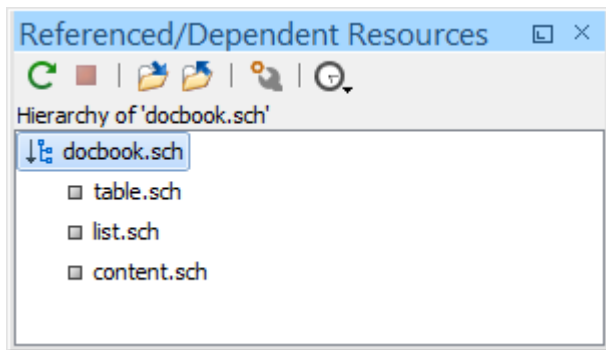 Referenced/Dependent Resources
Hierarchy of 'docbook.sch'
docbook.sch
table.sch
list.sch
content.sch